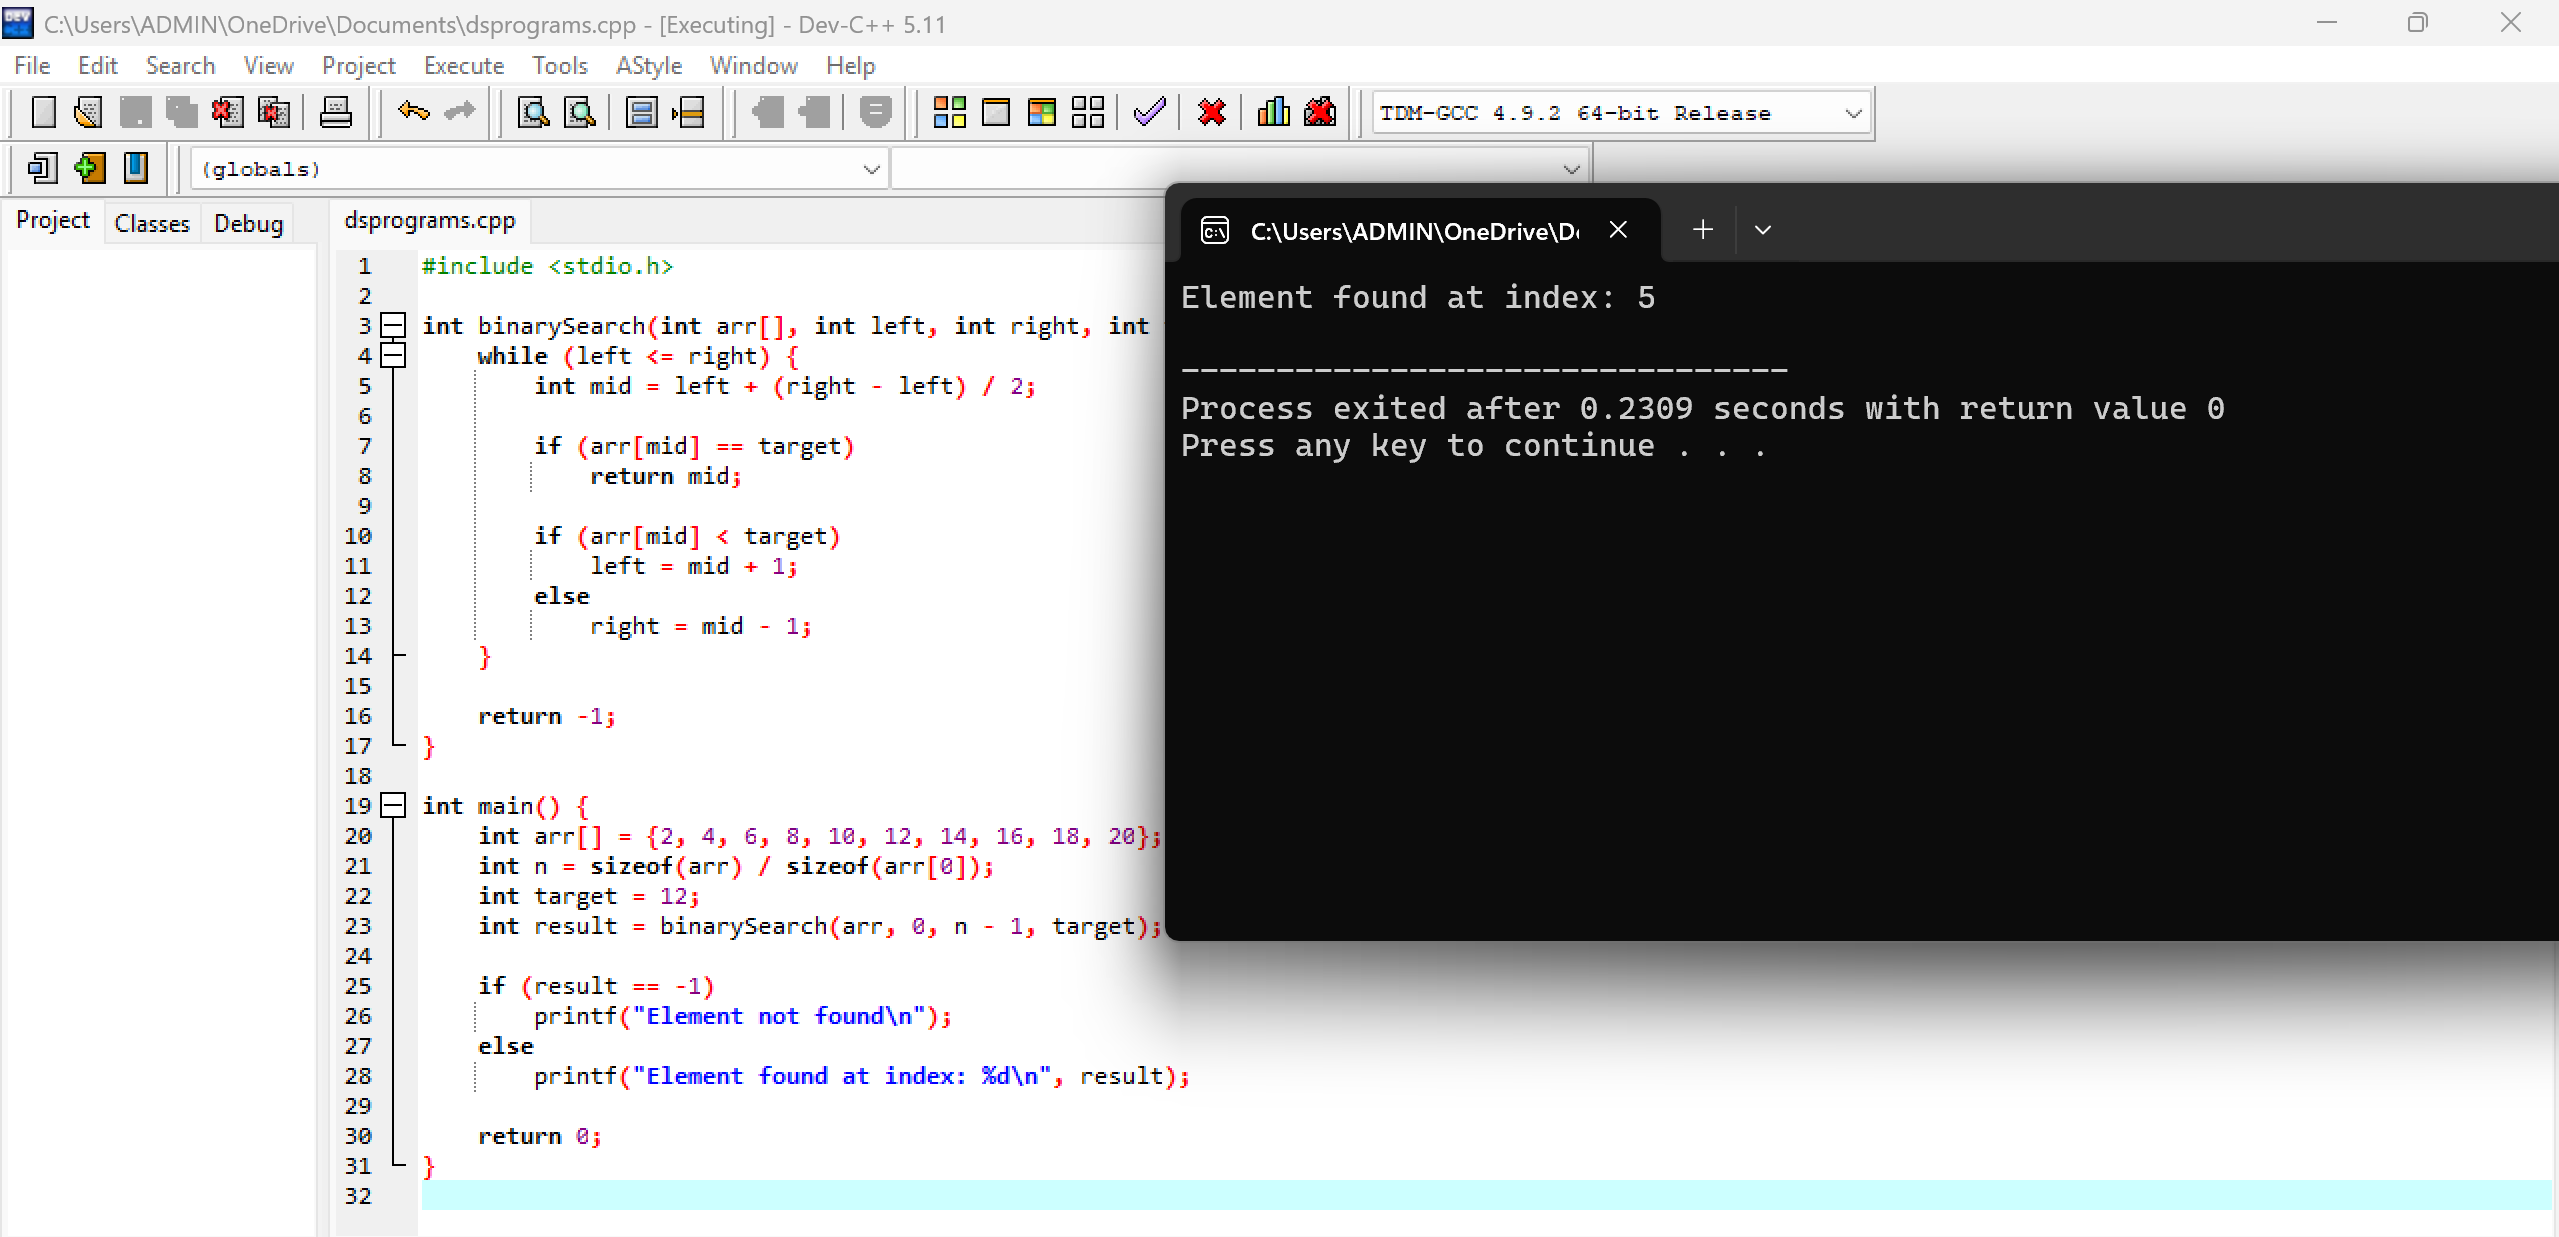 C:\Users\ADMIN\OneDrive\Documents\dsprograms.cpp - [Executing] - Dev-C++ 5.11
File Edit Search View Project Execute Tools AStyle Window Help
TDM-GCC 4.9.2 64-bit Release
(globals)
Project Classes Debug
dsprograms.cpp
1 #include <stdio.h>
2
3 int binarySearch(int arr[], int left, int right, int
4     while (left <= right) {
5         int mid = left + (right - left) / 2;
6
7         if (arr[mid] == target)
8             return mid;
9
10         if (arr[mid] < target)
11             left = mid + 1;
12         else
13             right = mid - 1;
14     }
15
16     return -1;
17 }
18
19 int main() {
20     int arr[] = {2, 4, 6, 8, 10, 12, 14, 16, 18, 20};
21     int n = sizeof(arr) / sizeof(arr[0]);
22     int target = 12;
23     int result = binarySearch(arr, 0, n - 1, target);
24
25     if (result == -1)
26         printf("Element not found\n");
27     else
28         printf("Element found at index: %d\n", result);
29
30     return 0;
31 }
32
C:\Users\ADMIN\OneDrive\D
Element found at index: 5
--------------------------------
Process exited after 0.2309 seconds with return value 0
Press any key to continue . . .